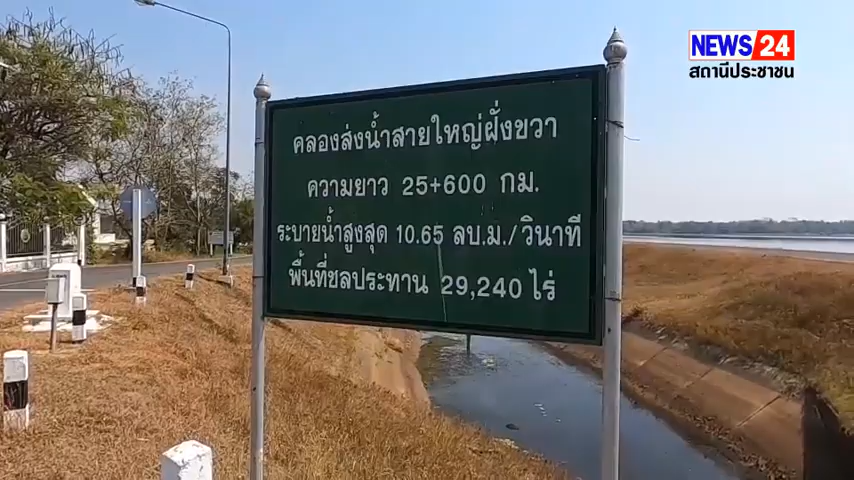 NEWS 24
สถานีประชาชน
คลองส่งน้ำสายใหญ่ฝั่งขวา
ความยาว 25+600 กม.
ระบายน้ำสูงสุด 10.65 ลบ.ม./วินาที
พื้นที่ชลประทาน 29,240 ไร่